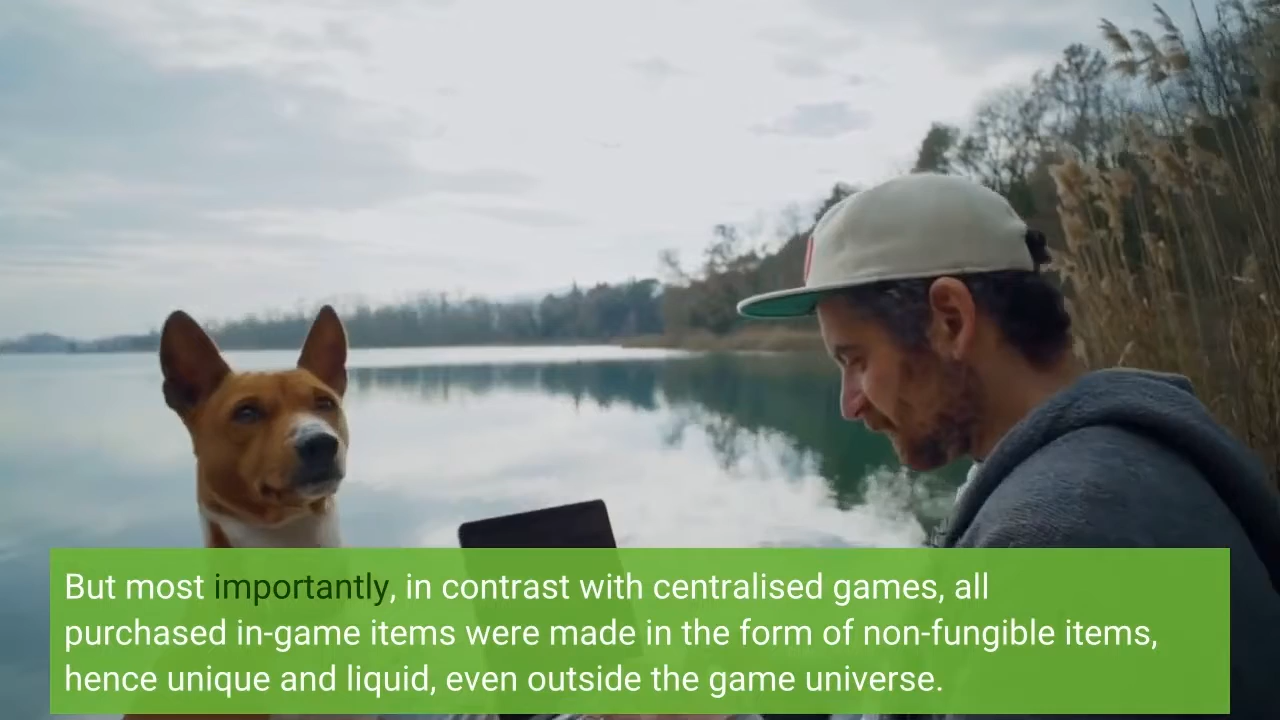 But most importantly, in contrast with centralised games, all
purchased in-game items were made in the form of non-fungible items,
hence unique and liquid, even outside the game universe.